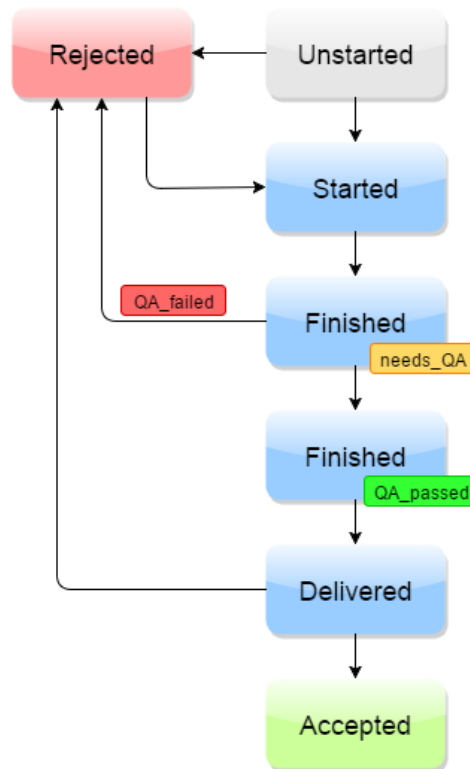 Rejected
Unstarted
Started
QA_failed
Finished
needs_QA
Finished
QA_passed
Delivered
Accepted